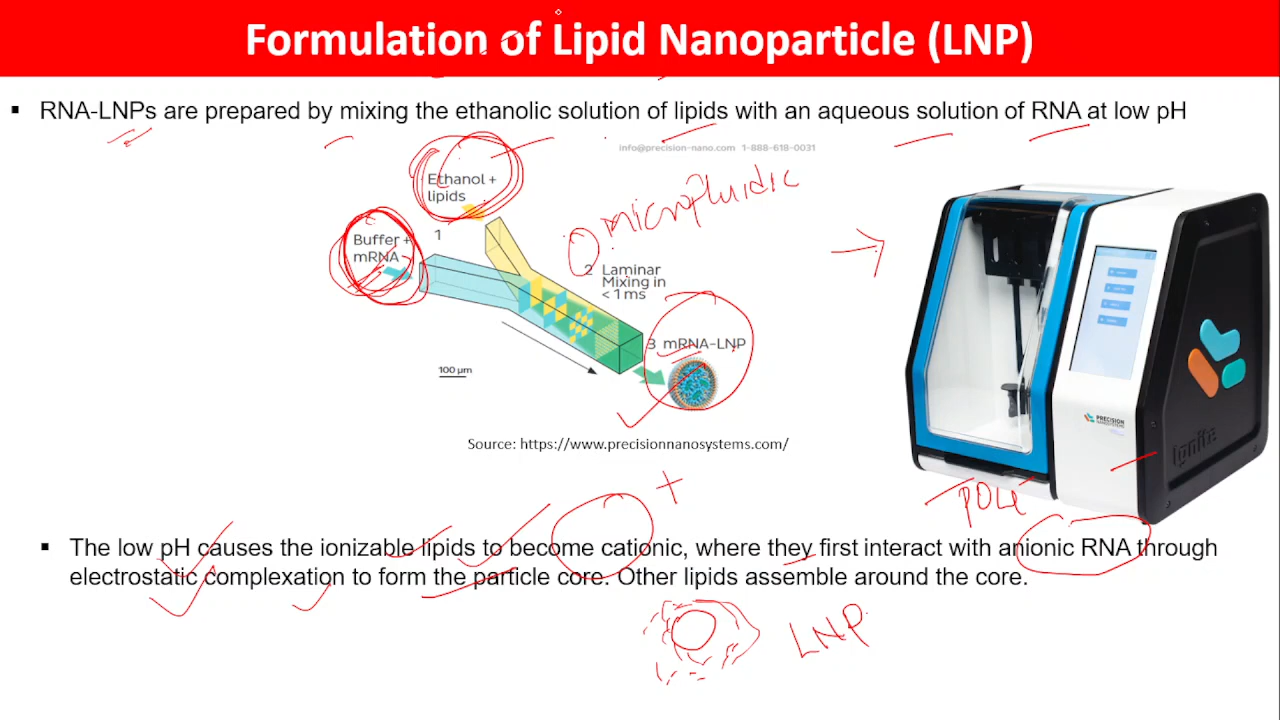 Formulation of Lipid Nanoparticle (LNP)
▪ RNA-LNPs are prepared by mixing the ethanolic solution of lipids with an aqueous solution of RNA at low pH
info@precision-nano.com 1-888-618-0031
Ethanol +
lipids
microfluidic
Buffer +
mRNA
1
2 Laminar
Mixing in
< 1 ms
3 mRNA-LNP
100 µm
PRECISION
NANOSYSTEMS
Ignite
Source: https://www.precisionnanosystems.com/
+
▪ The low pH causes the ionizable lipids to become cationic, where they first interact with anionic RNA through
electrostatic complexation to form the particle core. Other lipids assemble around the core.
LNP